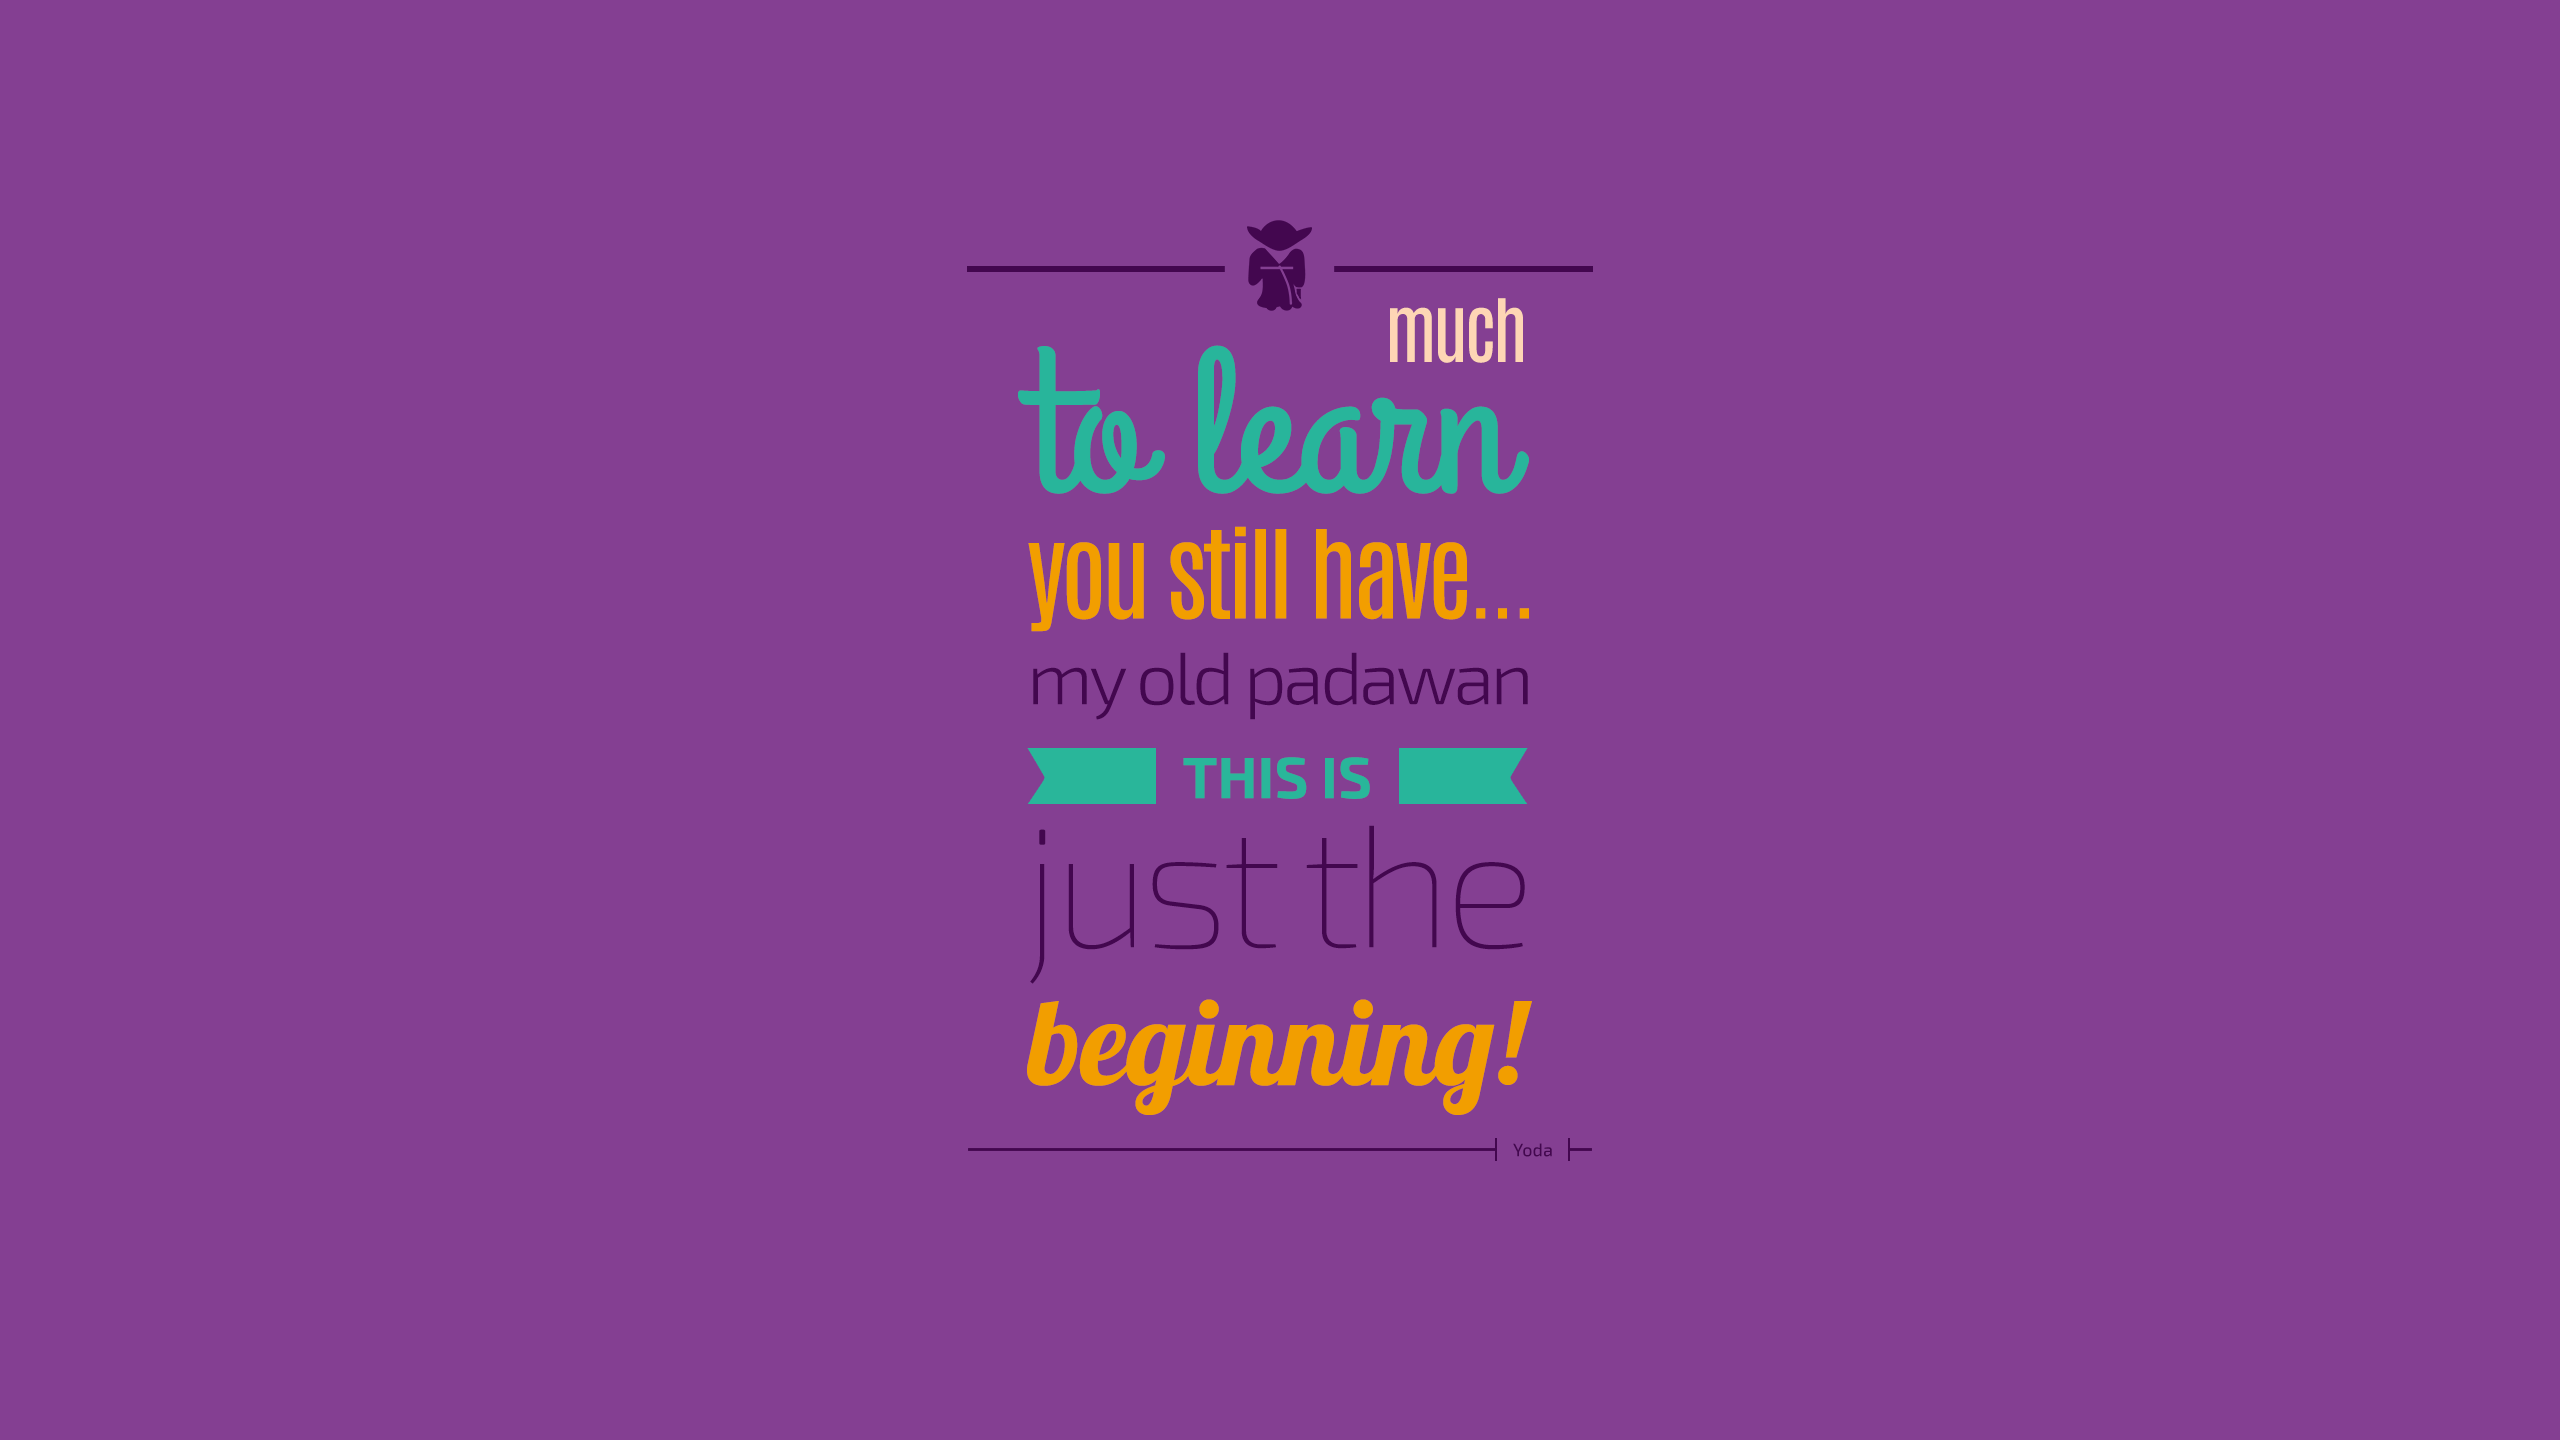 much
to learn
you still have...
my old padawan
THIS IS
just the
beginning!
Yoda